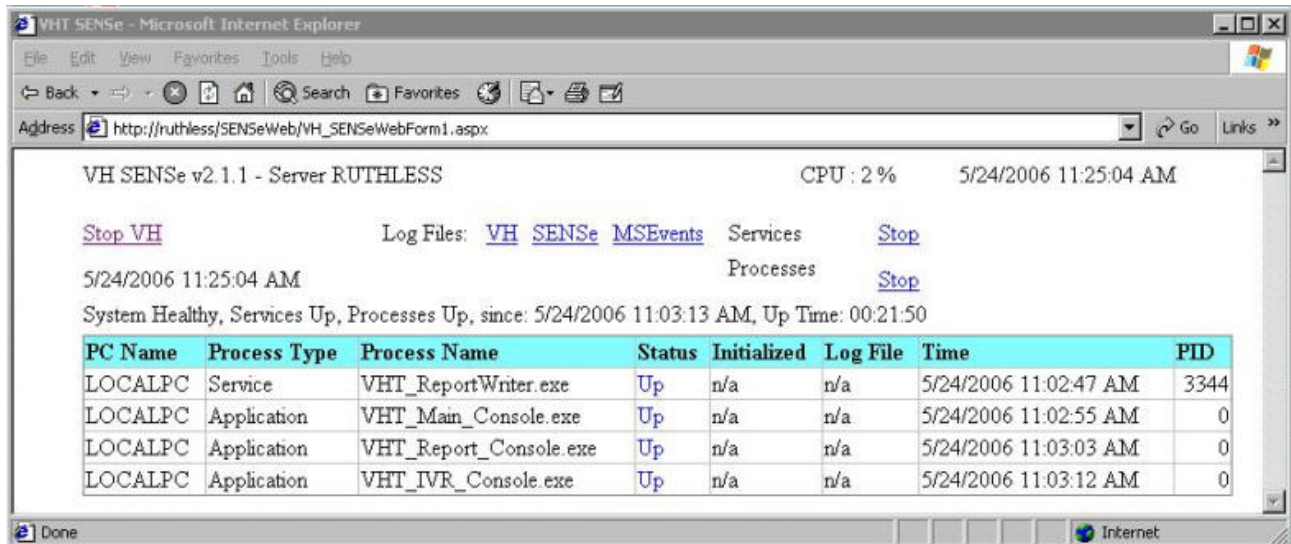 VHT SENSe - Microsoft Internet Explorer
File Edit View Favorites Tools Help
Back Search Favorites
Address http://ruthless/SENSeWeb/VH_SENSeWebForm1.aspx Go Links »
VH SENSe v2.1.1 - Server RUTHLESS CPU : 2 % 5/24/2006 11:25:04 AM
Stop VH Log Files: VH SENSe MSEvents Services Stop
Processes Stop
5/24/2006 11:25:04 AM
System Healthy, Services Up, Processes Up, since: 5/24/2006 11:03:13 AM, Up Time: 00:21:50
PC Name Process Type Process Name Status Initialized Log File Time PID
LOCALPC Service VHT_ReportWriter.exe Up n/a n/a 5/24/2006 11:02:47 AM 3344
LOCALPC Application VHT_Main_Console.exe Up n/a n/a 5/24/2006 11:02:55 AM 0
LOCALPC Application VHT_Report_Console.exe Up n/a n/a 5/24/2006 11:03:03 AM 0
LOCALPC Application VHT_IVR_Console.exe Up n/a n/a 5/24/2006 11:03:12 AM 0
Done Internet